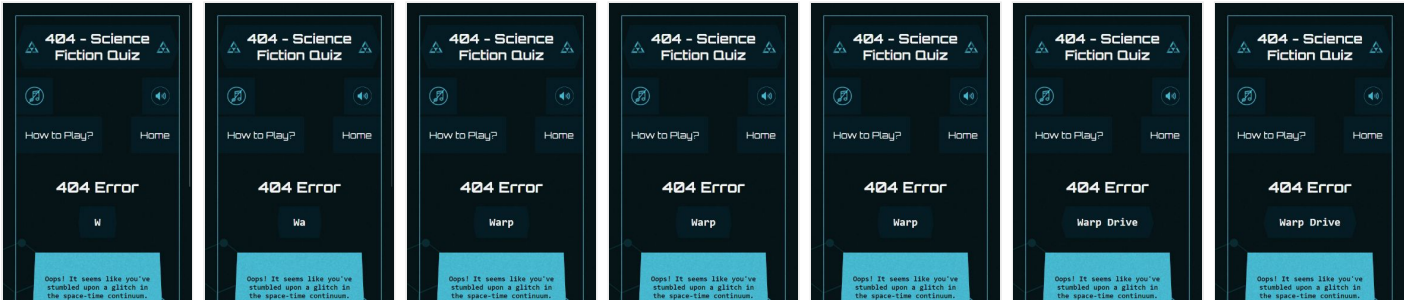 404 - Science
Fiction Quiz
How to Play?
Home
404 Error
W
Oops! It seems like you've
stumbled upon a glitch in
the space-time continuum.
404 - Science
Fiction Quiz
How to Play?
Home
404 Error
Wa
Oops! It seems like you've
stumbled upon a glitch in
the space-time continuum.
404 - Science
Fiction Quiz
How to Play?
Home
404 Error
Warp
Oops! It seems like you've
stumbled upon a glitch in
the space-time continuum.
404 - Science
Fiction Quiz
How to Play?
Home
404 Error
Warp
Oops! It seems like you've
stumbled upon a glitch in
the space-time continuum.
404 - Science
Fiction Quiz
How to Play?
Home
404 Error
Warp
Oops! It seems like you've
stumbled upon a glitch in
the space-time continuum.
404 - Science
Fiction Quiz
How to Play?
Home
404 Error
Warp Drive
Oops! It seems like you've
stumbled upon a glitch in
the space-time continuum.
404 - Science
Fiction Quiz
How to Play?
Home
404 Error
Warp Drive
Oops! It seems like you've
stumbled upon a glitch in
the space-time continuum.